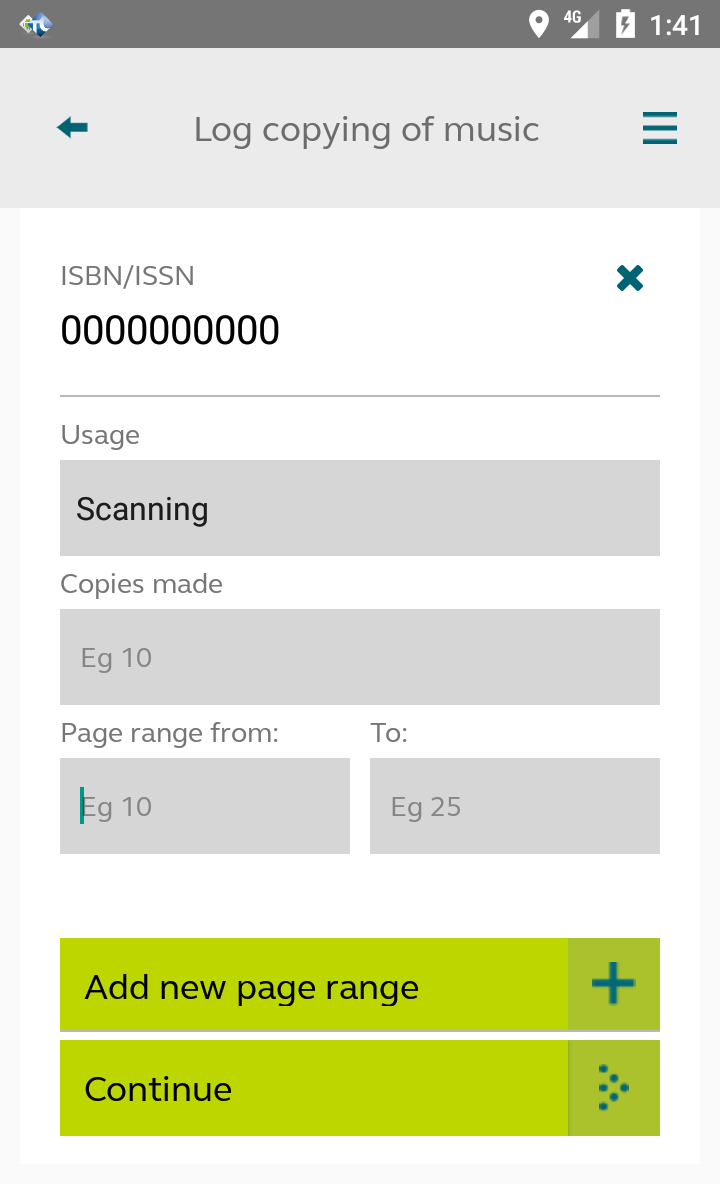 4G 1:41
Log copying of music
ISBN/ISSN
0000000000
Usage
Scanning
Copies made
Eg 10
Page range from: To:
Eg 10 Eg 25
Add new page range
Continue